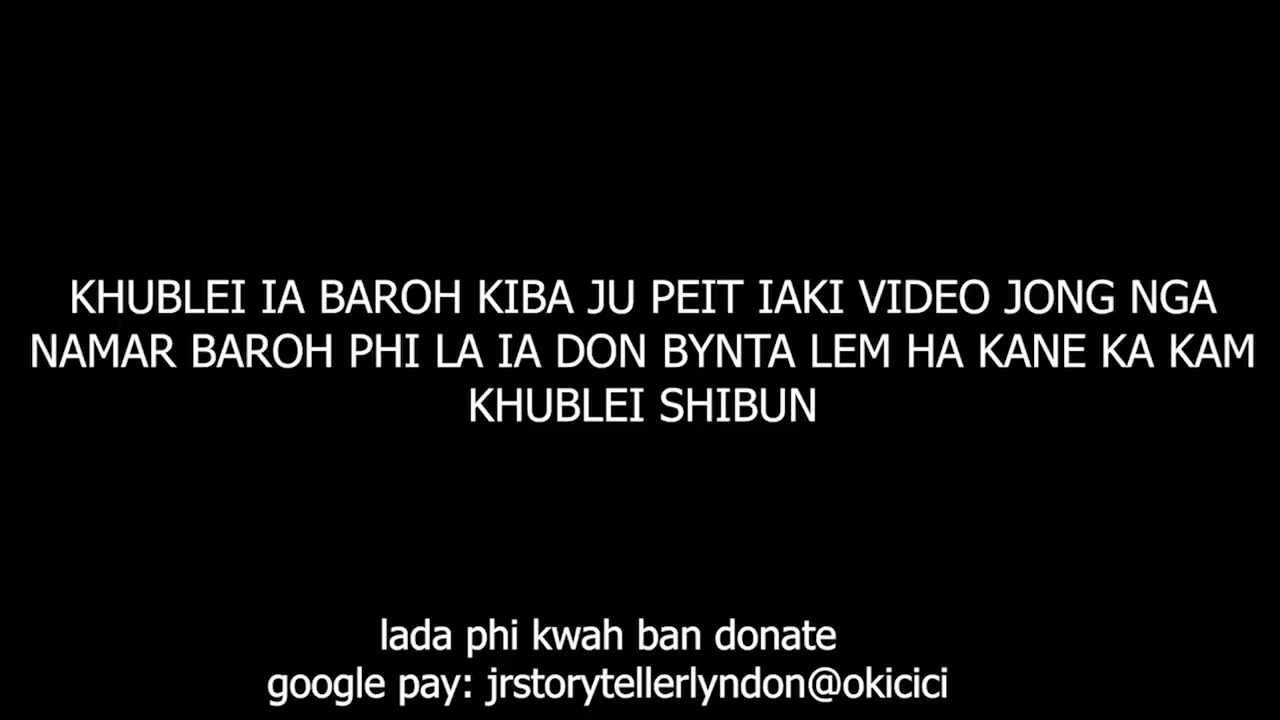 KHUBLEI IA BAROH KIBA JU PEIT IAKI VIDEO JONG NGA
NAMAR BAROH PHI LA IA DON BYNTA LEM HA KANE KA KAM
KHUBLEI SHIBUN
lada phi kwah ban donate
google pay: jrstorytellerlyndon@okicici